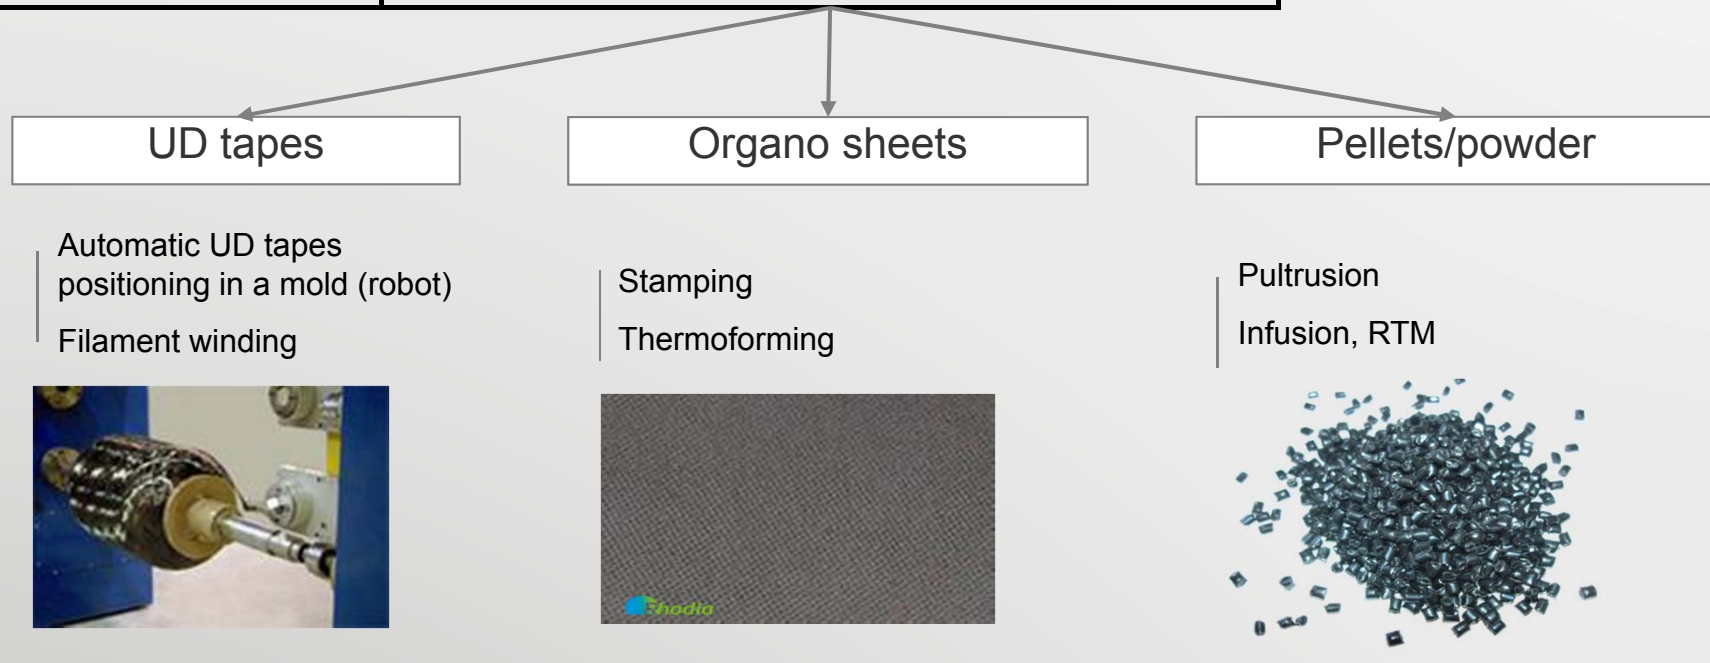 UD tapes
Organo sheets
Pellets/powder
Automatic UD tapes
positioning in a mold (robot)
Filament winding
Stamping
Thermoforming
Pultrusion
Infusion, RTM
Rhodia